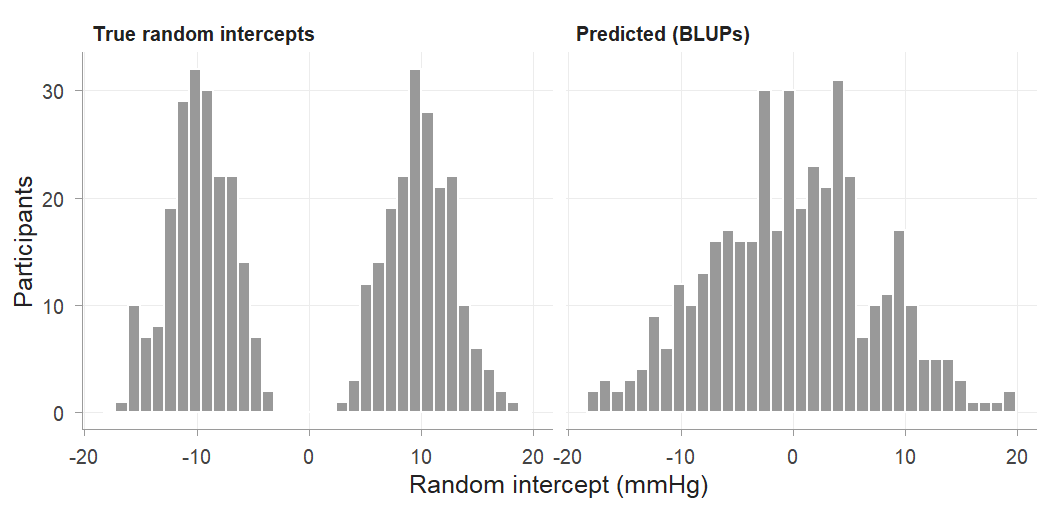 True random intercepts
Predicted (BLUPs)
Participants
30
20
10
0
-20 -10 0 10 20
-20 -10 0 10 20
Random intercept (mmHg)